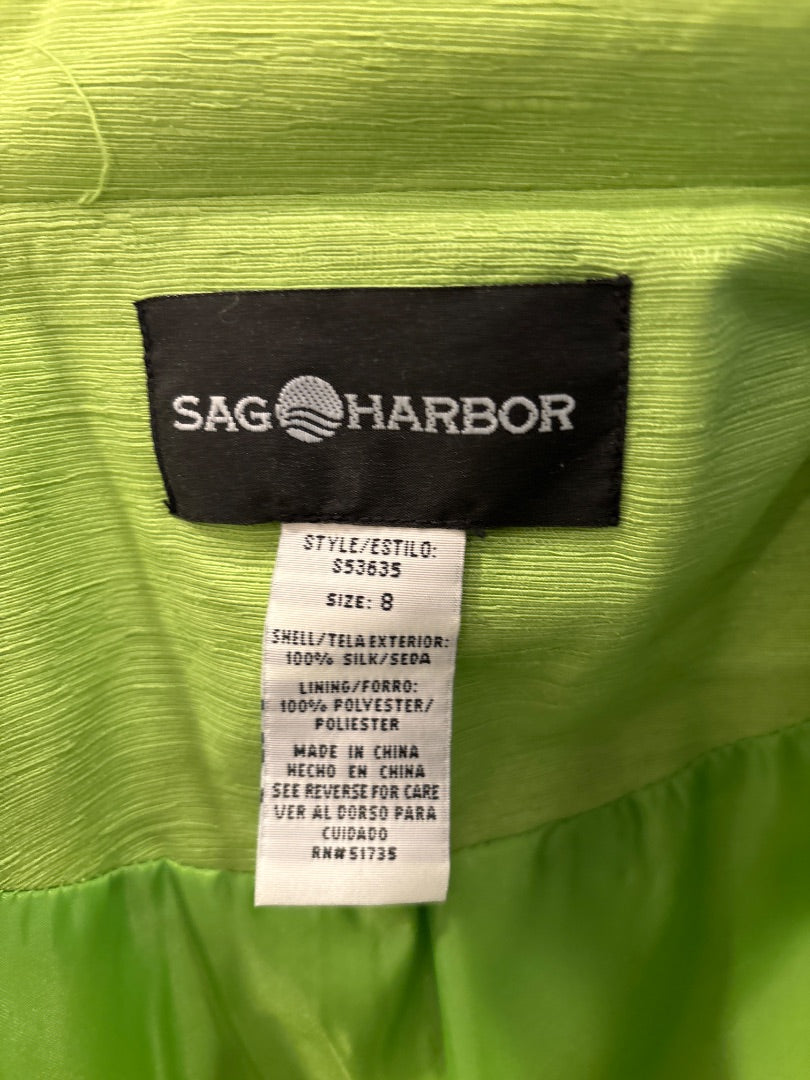 SAG HARBOR
STYLE/ESTILO:
S53635
SIZE: 8
SHELL/TELA EXTERIOR:
100% SILK/SEDA
LINING/FORRO:
100% POLYESTER/
POLIESTER
MADE IN CHINA
HECHO EN CHINA
SEE REVERSE FOR CARE
VER AL DORSO PARA
CUIDADO
RN#51735